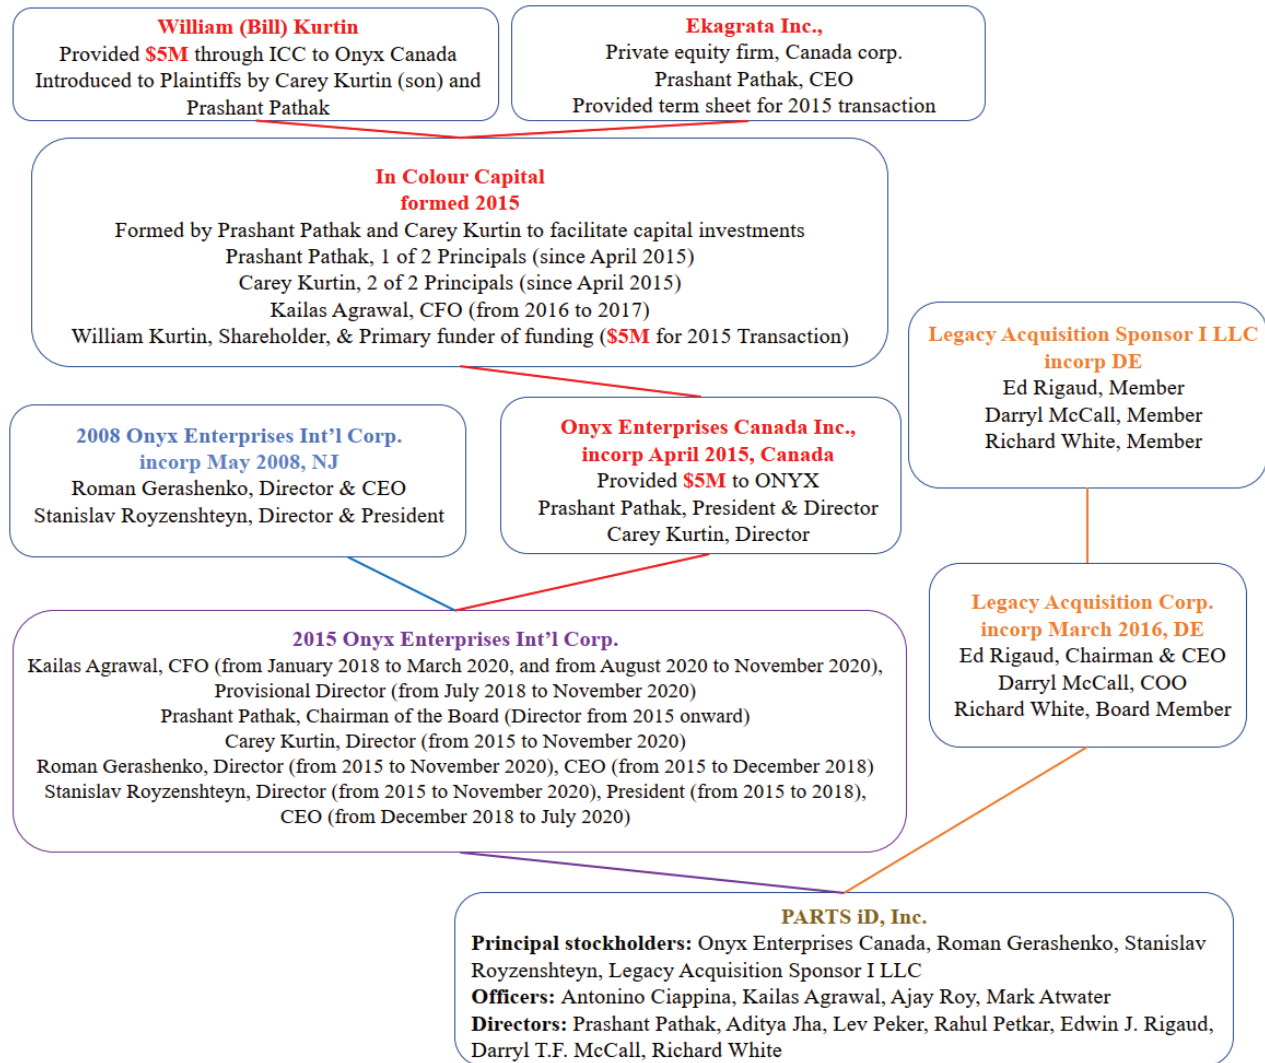 William (Bill) Kurtin
Provided $5M through ICC to Onyx Canada
Introduced to Plaintiffs by Carey Kurtin (son) and
Prashant Pathak
Ekagrata Inc.,
Private equity firm, Canada corp.
Prashant Pathak, CEO
Provided term sheet for 2015 transaction
In Colour Capital
formed 2015
Formed by Prashant Pathak and Carey Kurtin to facilitate capital investments
Prashant Pathak, 1 of 2 Principals (since April 2015)
Carey Kurtin, 2 of 2 Principals (since April 2015)
Kailas Agrawal, CFO (from 2016 to 2017)
William Kurtin, Shareholder, & Primary funder of funding ($5M for 2015 Transaction)
Legacy Acquisition Sponsor I LLC
incorp DE
Ed Rigaud, Member
Darryl McCall, Member
Richard White, Member
2008 Onyx Enterprises Int'l Corp.
incorp May 2008, NJ
Roman Gerashenko, Director & CEO
Stanislav Royzenshteyn, Director & President
Onyx Enterprises Canada Inc.,
incorp April 2015, Canada
Provided $5M to ONYX
Prashant Pathak, President & Director
Carey Kurtin, Director
Legacy Acquisition Corp.
incorp March 2016, DE
Ed Rigaud, Chairman & CEO
Darryl McCall, COO
Richard White, Board Member
2015 Onyx Enterprises Int'l Corp.
Kailas Agrawal, CFO (from January 2018 to March 2020, and from August 2020 to November 2020),
Provisional Director (from July 2018 to November 2020)
Prashant Pathak, Chairman of the Board (Director from 2015 onward)
Carey Kurtin, Director (from 2015 to November 2020)
Roman Gerashenko, Director (from 2015 to November 2020), CEO (from 2015 to December 2018)
Stanislav Royzenshteyn, Director (from 2015 to November 2020), President (from 2015 to 2018),
CEO (from December 2018 to July 2020)
PARTS iD, Inc.
Principal stockholders: Onyx Enterprises Canada, Roman Gerashenko, Stanislav
Royzenshteyn, Legacy Acquisition Sponsor I LLC
Officers: Antonino Ciappina, Kailas Agrawal, Ajay Roy, Mark Atwater
Directors: Prashant Pathak, Aditya Jha, Lev Peker, Rahul Petkar, Edwin J. Rigaud,
Darryl T.F. McCall, Richard White